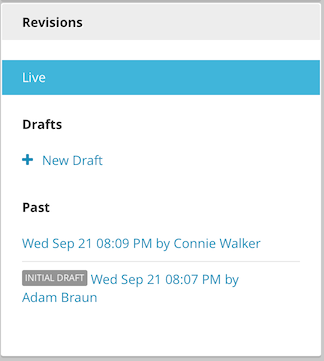 Revisions
Live
Drafts
+ New Draft
Past
Wed Sep 21 08:09 PM by Connie Walker
INITIAL DRAFT Wed Sep 21 08:07 PM by
Adam Braun